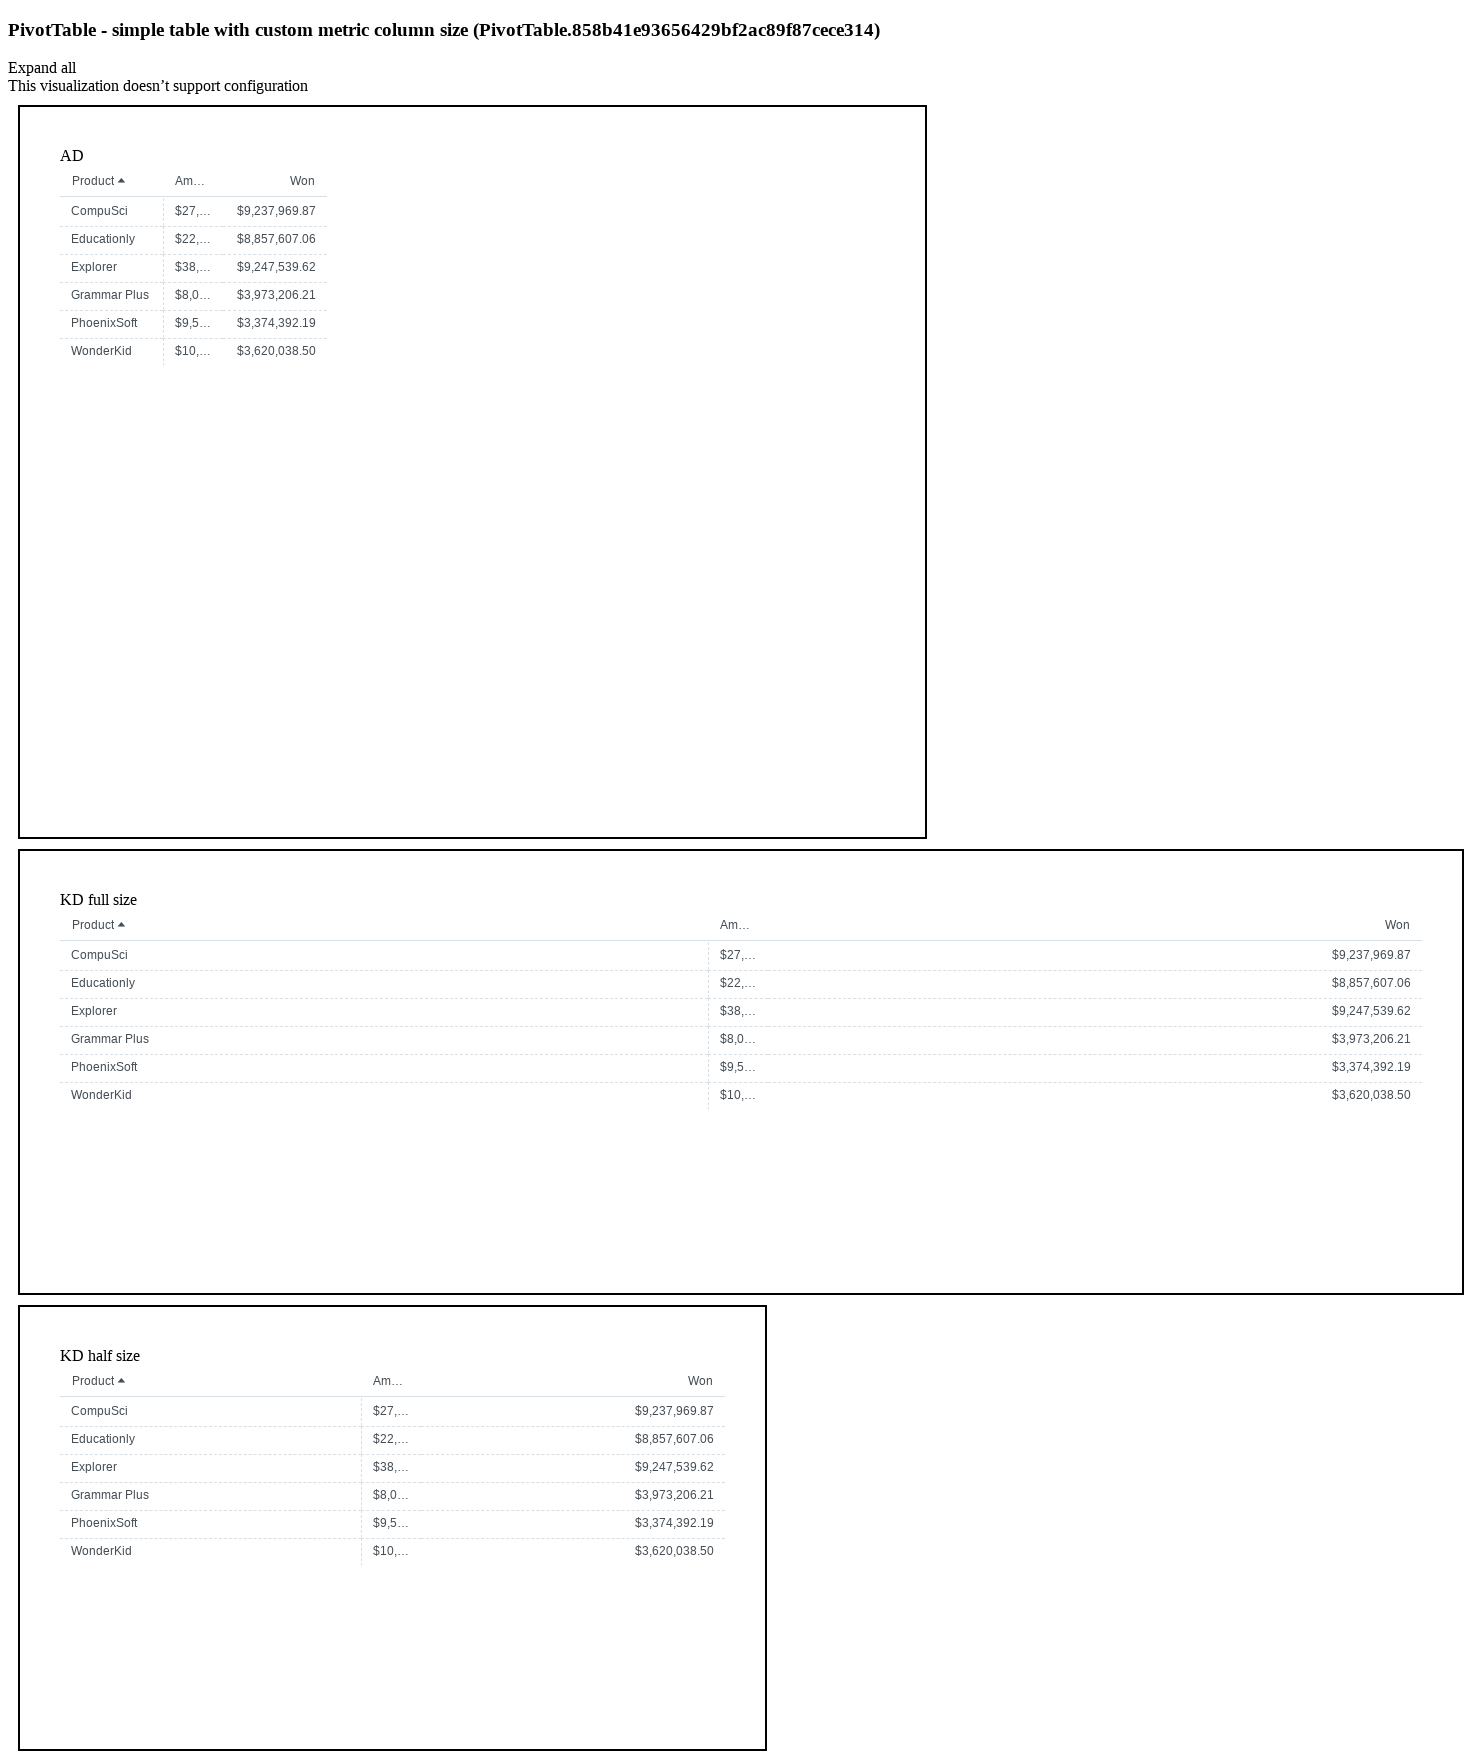 PivotTable - simple table with custom metric column size (PivotTable.858b41e93656429bf2ac89f87cece314)
Expand all
This visualization doesn’t support configuration
AD
Product Am… Won
CompuSci $27,… $9,237,969.87
Educationly $22,… $8,857,607.06
Explorer $38,… $9,247,539.62
Grammar Plus $8,0… $3,973,206.21
PhoenixSoft $9,5… $3,374,392.19
WonderKid $10,… $3,620,038.50
KD full size
Product Am… Won
CompuSci $27,… $9,237,969.87
Educationly $22,… $8,857,607.06
Explorer $38,… $9,247,539.62
Grammar Plus $8,0… $3,973,206.21
PhoenixSoft $9,5… $3,374,392.19
WonderKid $10,… $3,620,038.50
KD half size
Product Am… Won
CompuSci $27,… $9,237,969.87
Educationly $22,… $8,857,607.06
Explorer $38,… $9,247,539.62
Grammar Plus $8,0… $3,973,206.21
PhoenixSoft $9,5… $3,374,392.19
WonderKid $10,… $3,620,038.50